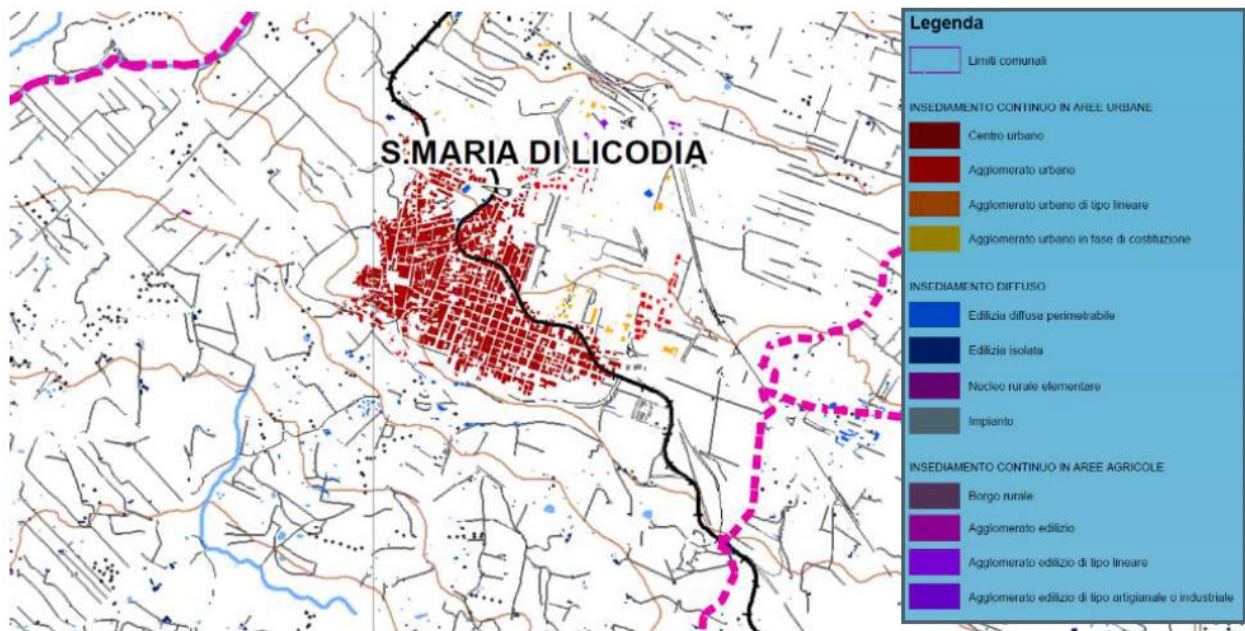 S.MARIA DI LICODIA
Legenda
Limiti comunali
INSEDIAMENTO CONTINUO IN AREE URBANE
Centro urbano
Agglomerato urbano
Agglomerato urbano di tipo lineare
Agglomerato urbano in fase di costituzione
INSEDIAMENTO DIFFUSO
Edilizia diffusa perimetrabile
Edilizia isolata
Nucleo rurale elementare
Impianto
INSEDIAMENTO CONTINUO IN AREE AGRICOLE
Borgo rurale
Agglomerato edilizio
Agglomerato edilizio di tipo lineare
Agglomerato edilizio di tipo artigianale o industriale